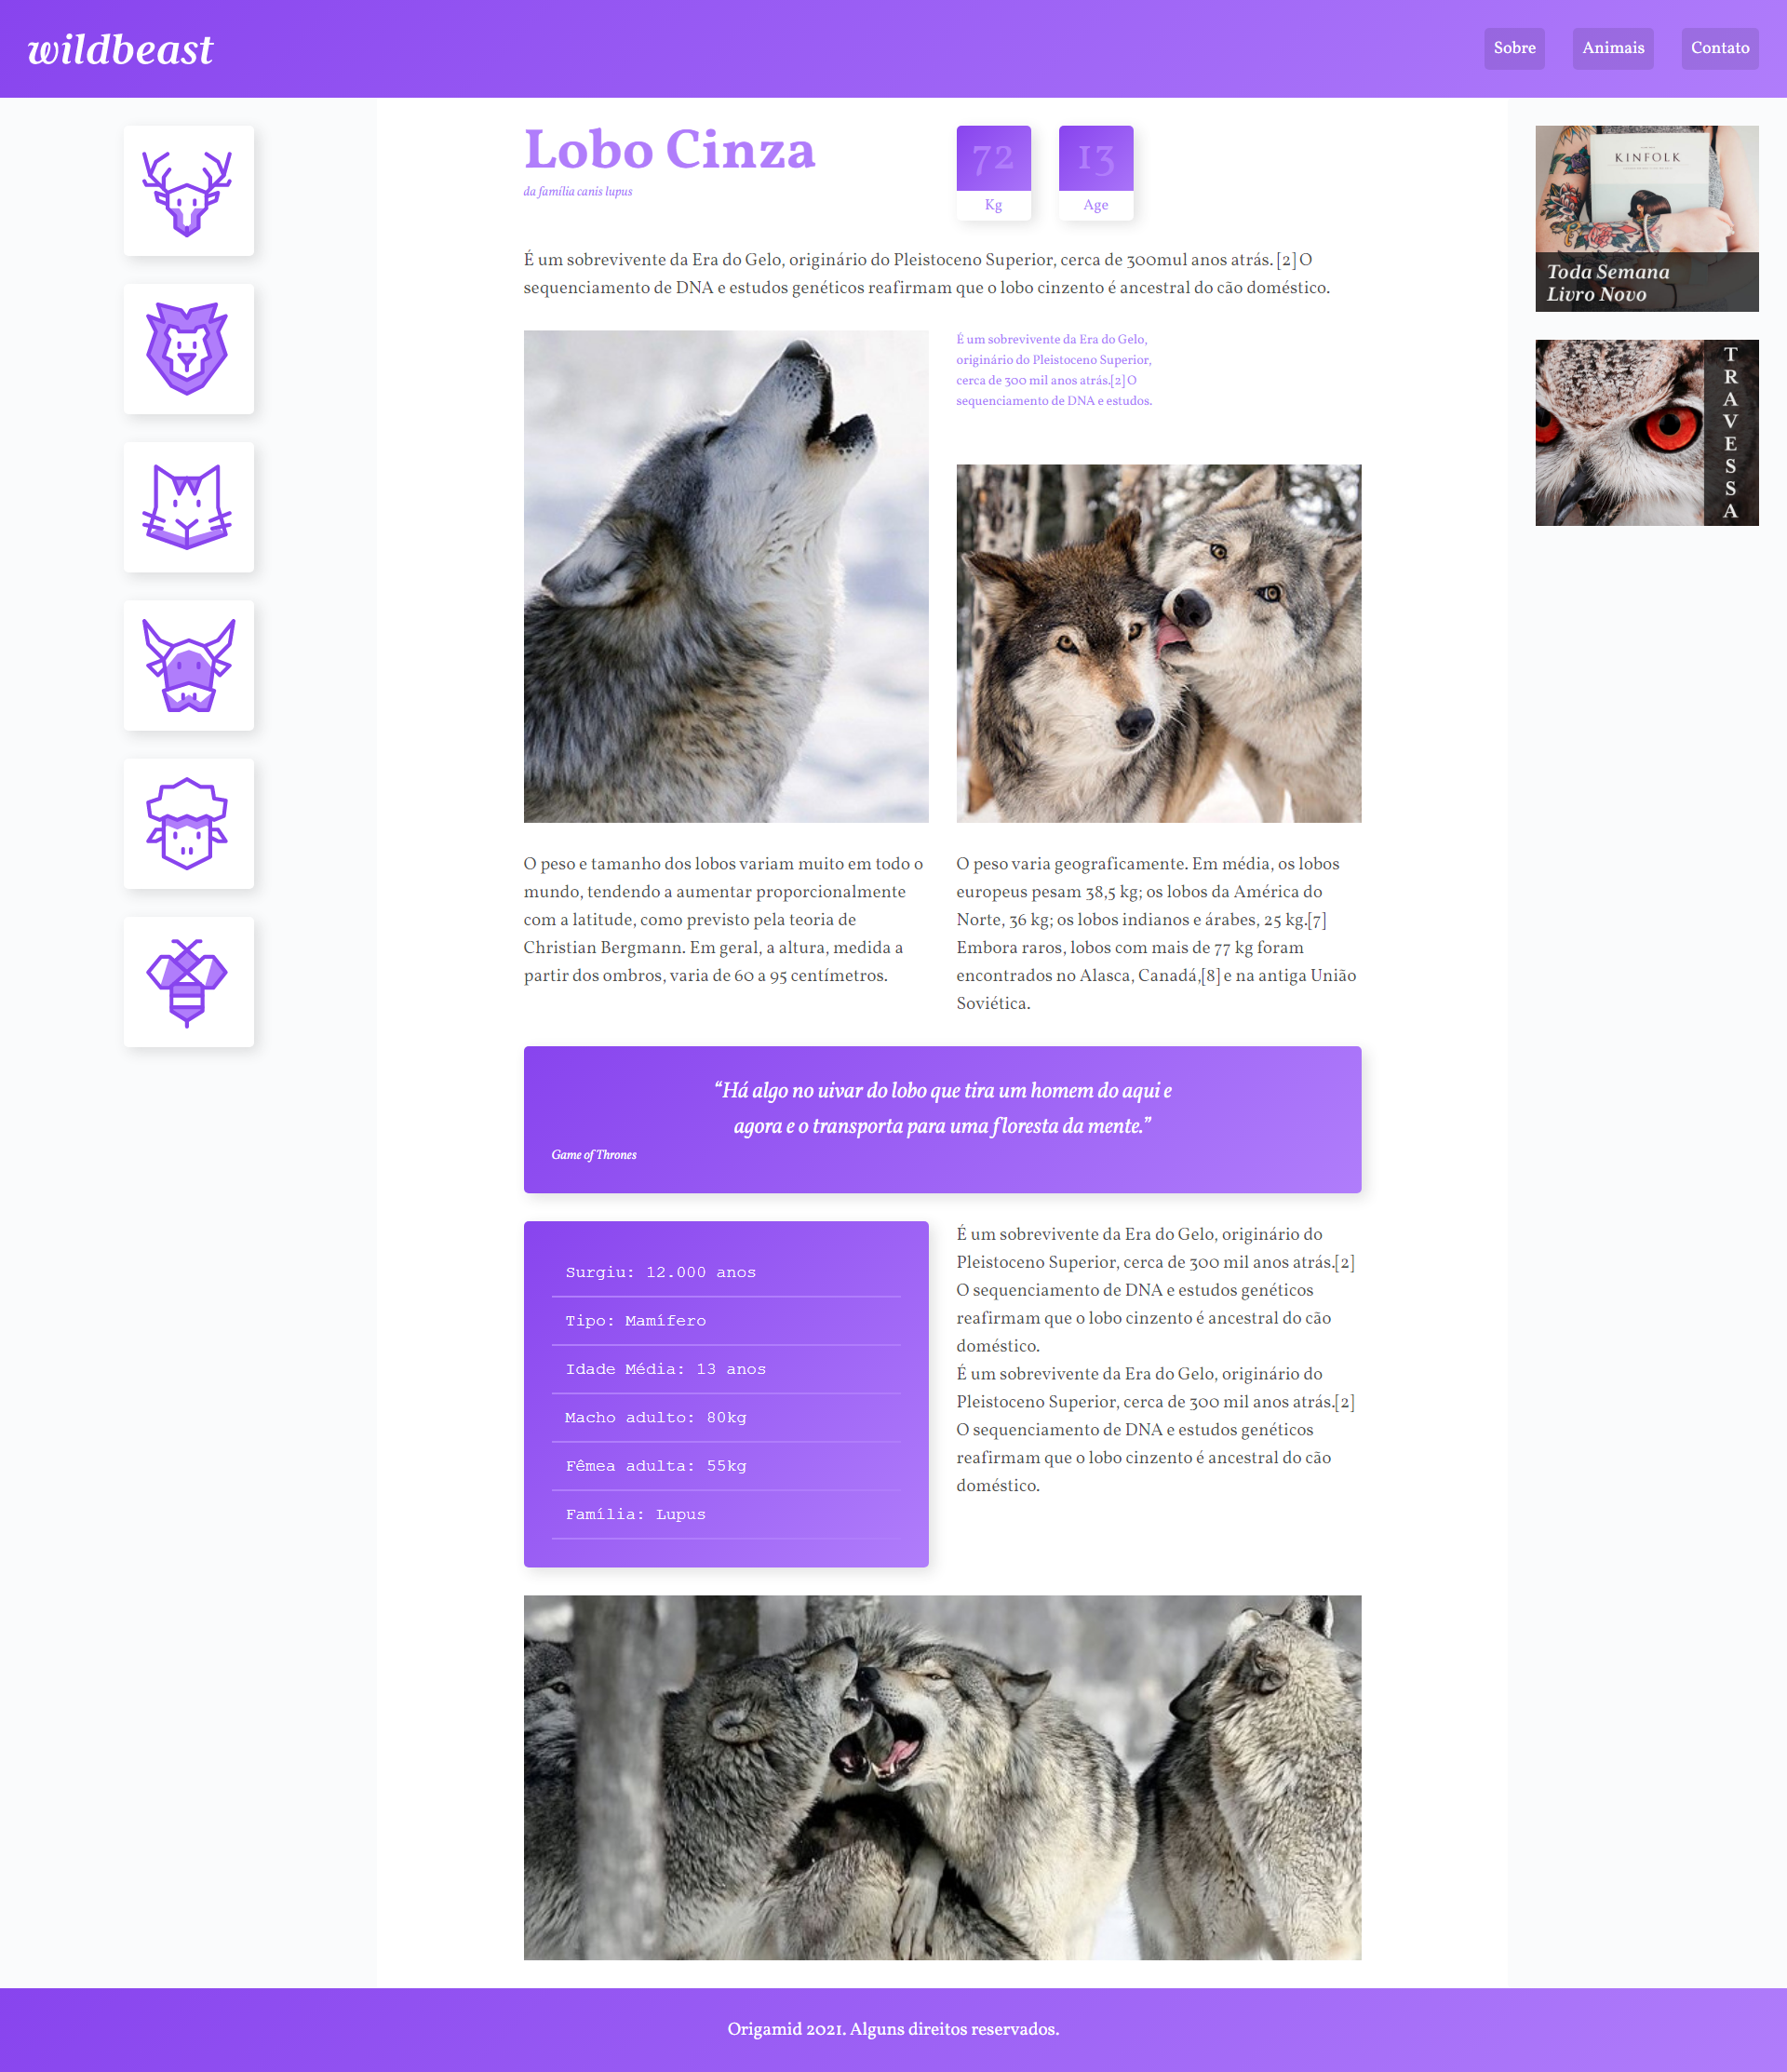 wildbeast
Sobre
Animais
Contato
Lobo Cinza
da família canis lupus
72
Kg
13
Age
É um sobrevivente da Era do Gelo, originário do Pleistoceno Superior, cerca de 300mul anos atrás. [2] O
sequenciamento de DNA e estudos genéticos reafirmam que o lobo cinzento é ancestral do cão doméstico.
É um sobrevivente da Era do Gelo,
originário do Pleistoceno Superior,
cerca de 300 mil anos atrás.[2] O
sequenciamento de DNA e estudos.
O peso e tamanho dos lobos variam muito em todo o
mundo, tendendo a aumentar proporcionalmente
com a latitude, como previsto pela teoria de
Christian Bergmann. Em geral, a altura, medida a
partir dos ombros, varia de 60 a 95 centímetros.
O peso varia geograficamente. Em média, os lobos
europeus pesam 38,5 kg; os lobos da América do
Norte, 36 kg; os lobos indianos e árabes, 25 kg.[7]
Embora raros, lobos com mais de 77 kg foram
encontrados no Alasca, Canadá,[8] e na antiga União
Soviética.
“Há algo no uivar do lobo que tira um homem do aqui e
agora e o transporta para uma floresta da mente.”
Game of Thrones
Surgiu: 12.000 anos
Tipo: Mamífero
Idade Média: 13 anos
Macho adulto: 80kg
Fêmea adulta: 55kg
Família: Lupus
É um sobrevivente da Era do Gelo, originário do
Pleistoceno Superior, cerca de 300 mil anos atrás.[2]
O sequenciamento de DNA e estudos genéticos
reafirmam que o lobo cinzento é ancestral do cão
doméstico.
É um sobrevivente da Era do Gelo, originário do
Pleistoceno Superior, cerca de 300 mil anos atrás.[2]
O sequenciamento de DNA e estudos genéticos
reafirmam que o lobo cinzento é ancestral do cão
doméstico.
KINFOLK
Toda Semana
Livro Novo
TRAVESSA
Origamid 2021. Alguns direitos reservados.